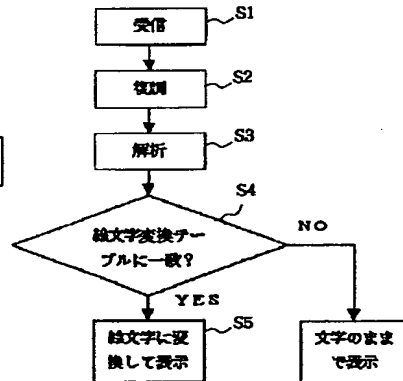 受信
S1
復調
S2
解析
S3
S4
絵文字変換テー
ブルに一致?
NO
YES
絵文字に変
換して表示
S5
文字のまま
で表示